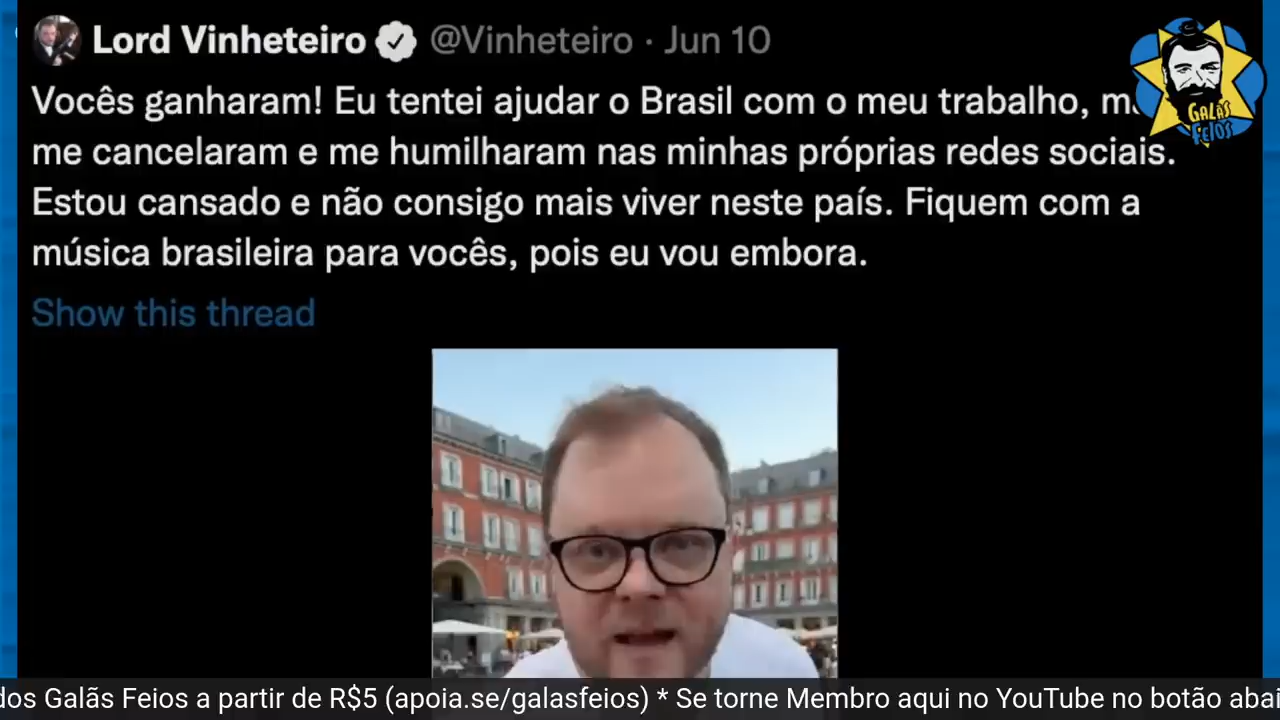 Lord Vinheteiro @Vinheteiro · Jun 10
Vocês ganharam! Eu tentei ajudar o Brasil com o meu trabalho,
me cancelaram e me humilharam nas minhas próprias redes sociais.
Estou cansado e não consigo mais viver neste país. Fiquem com a
música brasileira para vocês, pois eu vou embora.
Show this thread
GALÃS
FEIOS
dos Galãs Feios a partir de R$5 (apoia.se/galasfeios) * Se torne Membro aqui no YouTube no botão abai